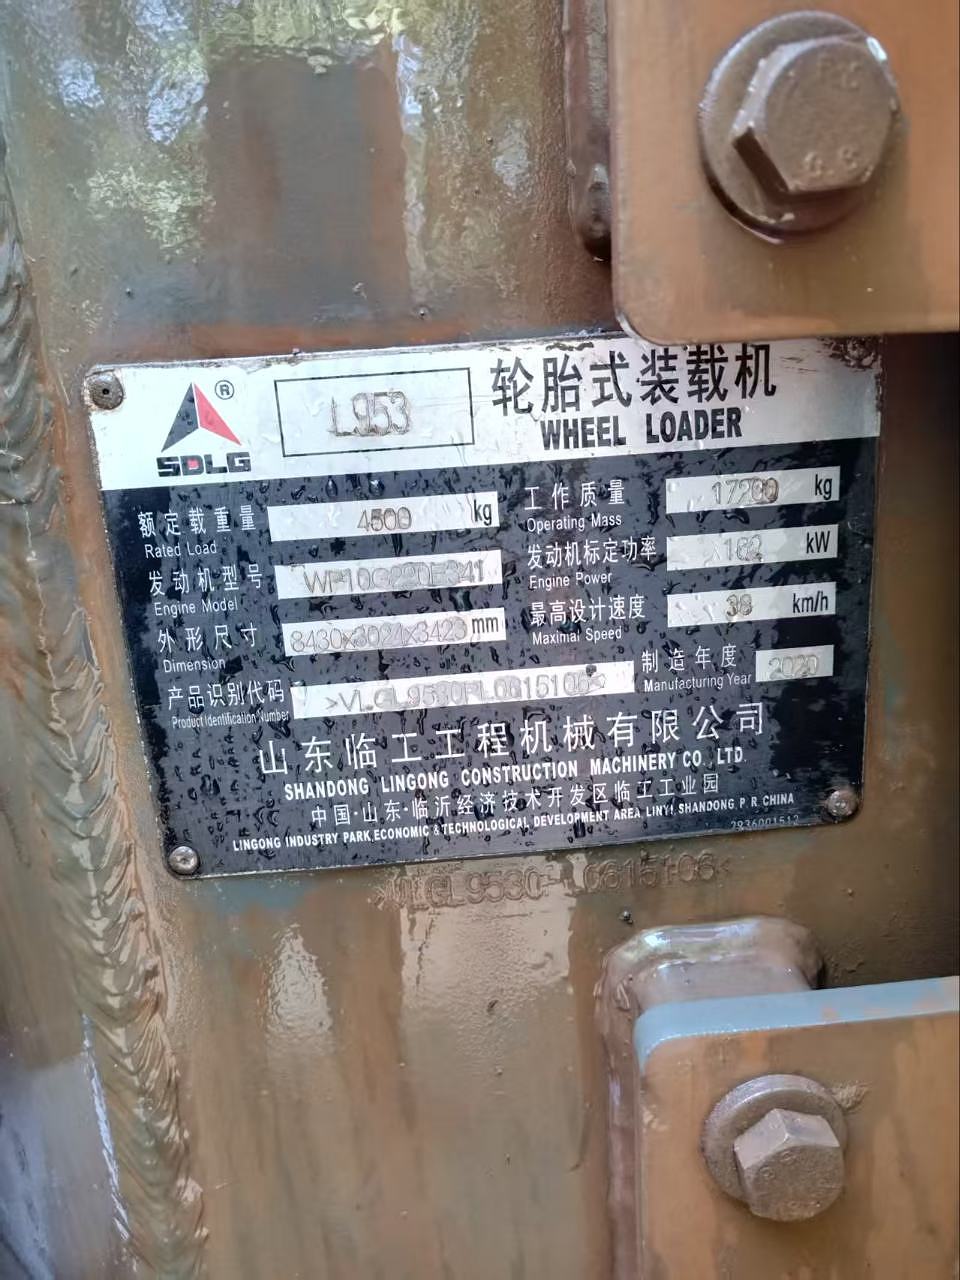 SDLG ®
L953
轮胎式装载机
WHEEL LOADER
额定载重量 4500 kg
Rated Load
工作质量 17200 kg
Operating Mass
发动机型号 WP10G220E341
Engine Model
发动机标定功率 162 kW
Engine Power
外形尺寸 8430x3024x3423 mm
Dimension
最高设计速度 38 km/h
Maximal Speed
产品识别代码
Product Identification Number
制造年度 2020
Manufacturing Year
山东临工工程机械有限公司
SHANDONG LINGONG CONSTRUCTION MACHINERY CO., LTD.
中国·山东·临沂经济技术开发区临工工业园
LINGONG INDUSTRY PARK,ECONOMIC & TECHNOLOGICAL DEVELOPMENT AREA LINYI,SHANDONG P R.CHINA
2936001512